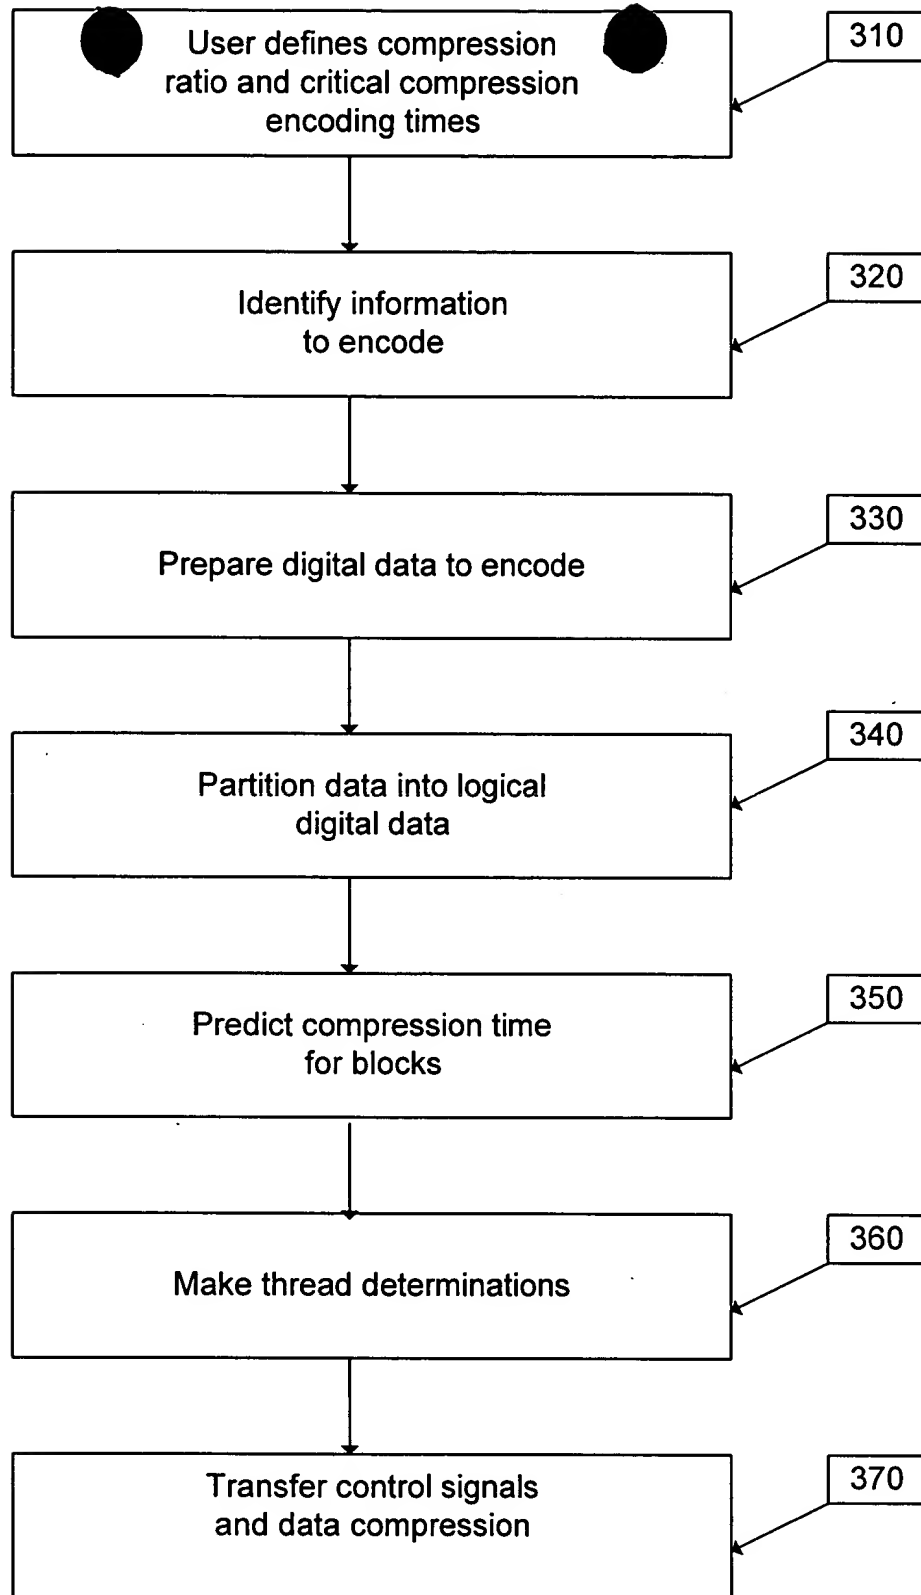 User defines compression
ratio and critical compression
encoding times
310
Identify information
to encode
320
Prepare digital data to encode
330
Partition data into logical
digital data
340
Predict compression time
for blocks
350
Make thread determinations
360
Transfer control signals
and data compression
370